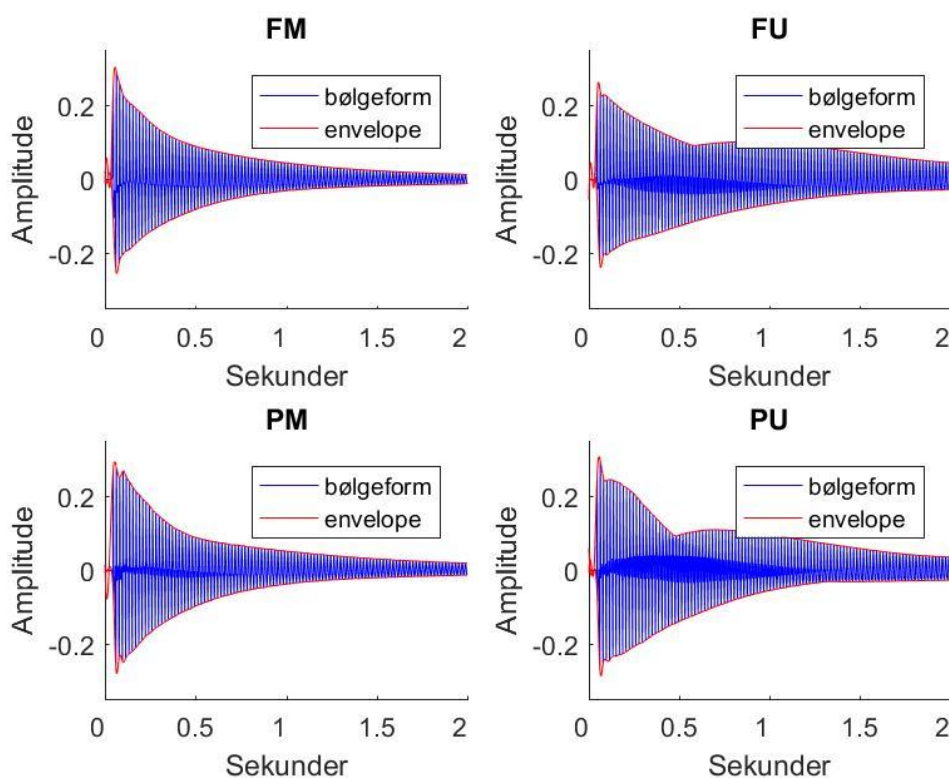 FM
Amplitude
0.2
0
-0.2
bølgeform
envelope
0 0.5 1 1.5 2
Sekunder
FU
Amplitude
0.2
0
-0.2
bølgeform
envelope
0 0.5 1 1.5 2
Sekunder
PM
Amplitude
0.2
0
-0.2
bølgeform
envelope
0 0.5 1 1.5 2
Sekunder
PU
Amplitude
0.2
0
-0.2
bølgeform
envelope
0 0.5 1 1.5 2
Sekunder